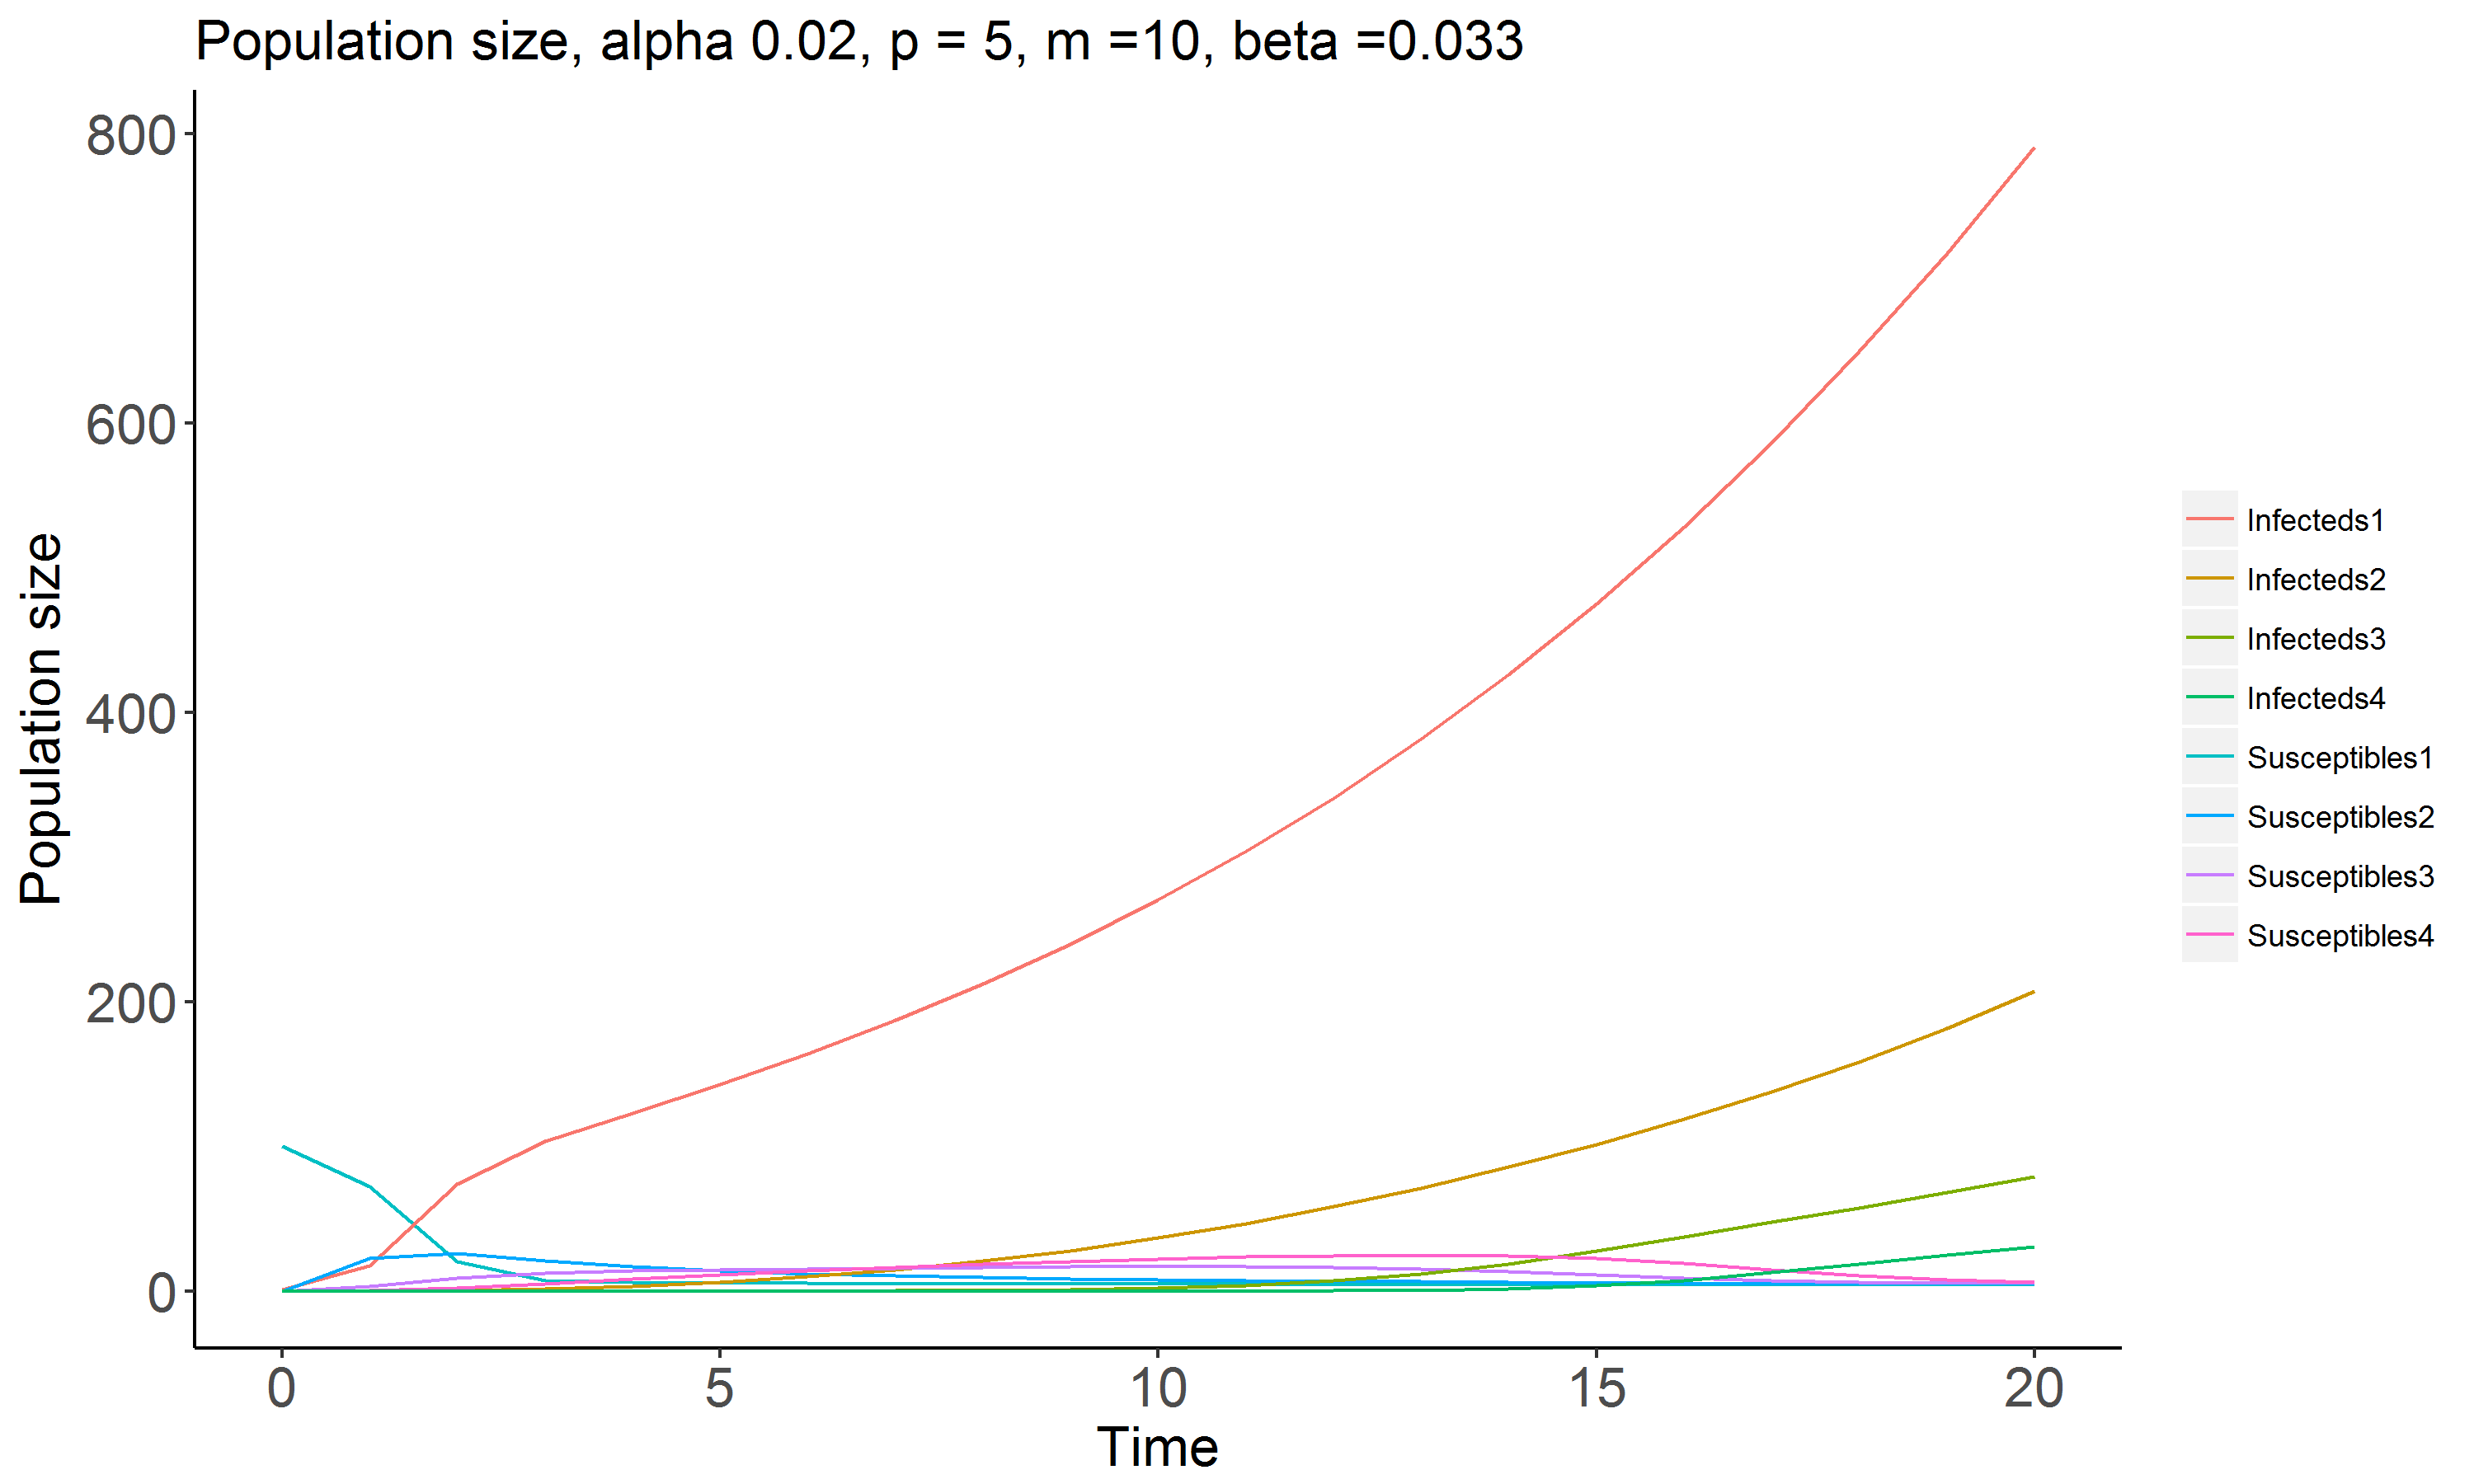 Population size, alpha 0.02, p = 5, m =10, beta =0.033
Population size
800
600
400
200
0
0 5 10 15 20
Time
Infecteds1
Infecteds2
Infecteds3
Infecteds4
Susceptibles1
Susceptibles2
Susceptibles3
Susceptibles4